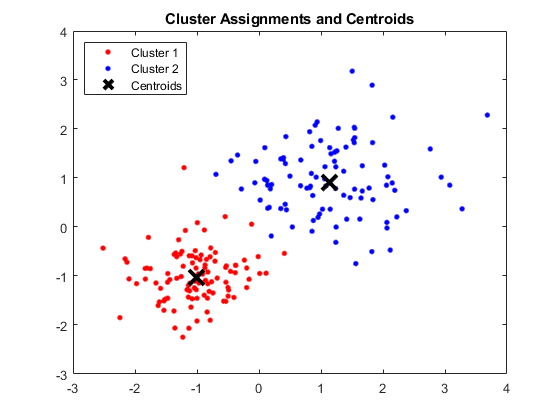 Cluster Assignments and Centroids
4
Cluster 1
Cluster 2
Centroids
3
2
1
0
-1
-2
-3
-3 -2 -1 0 1 2 3 4